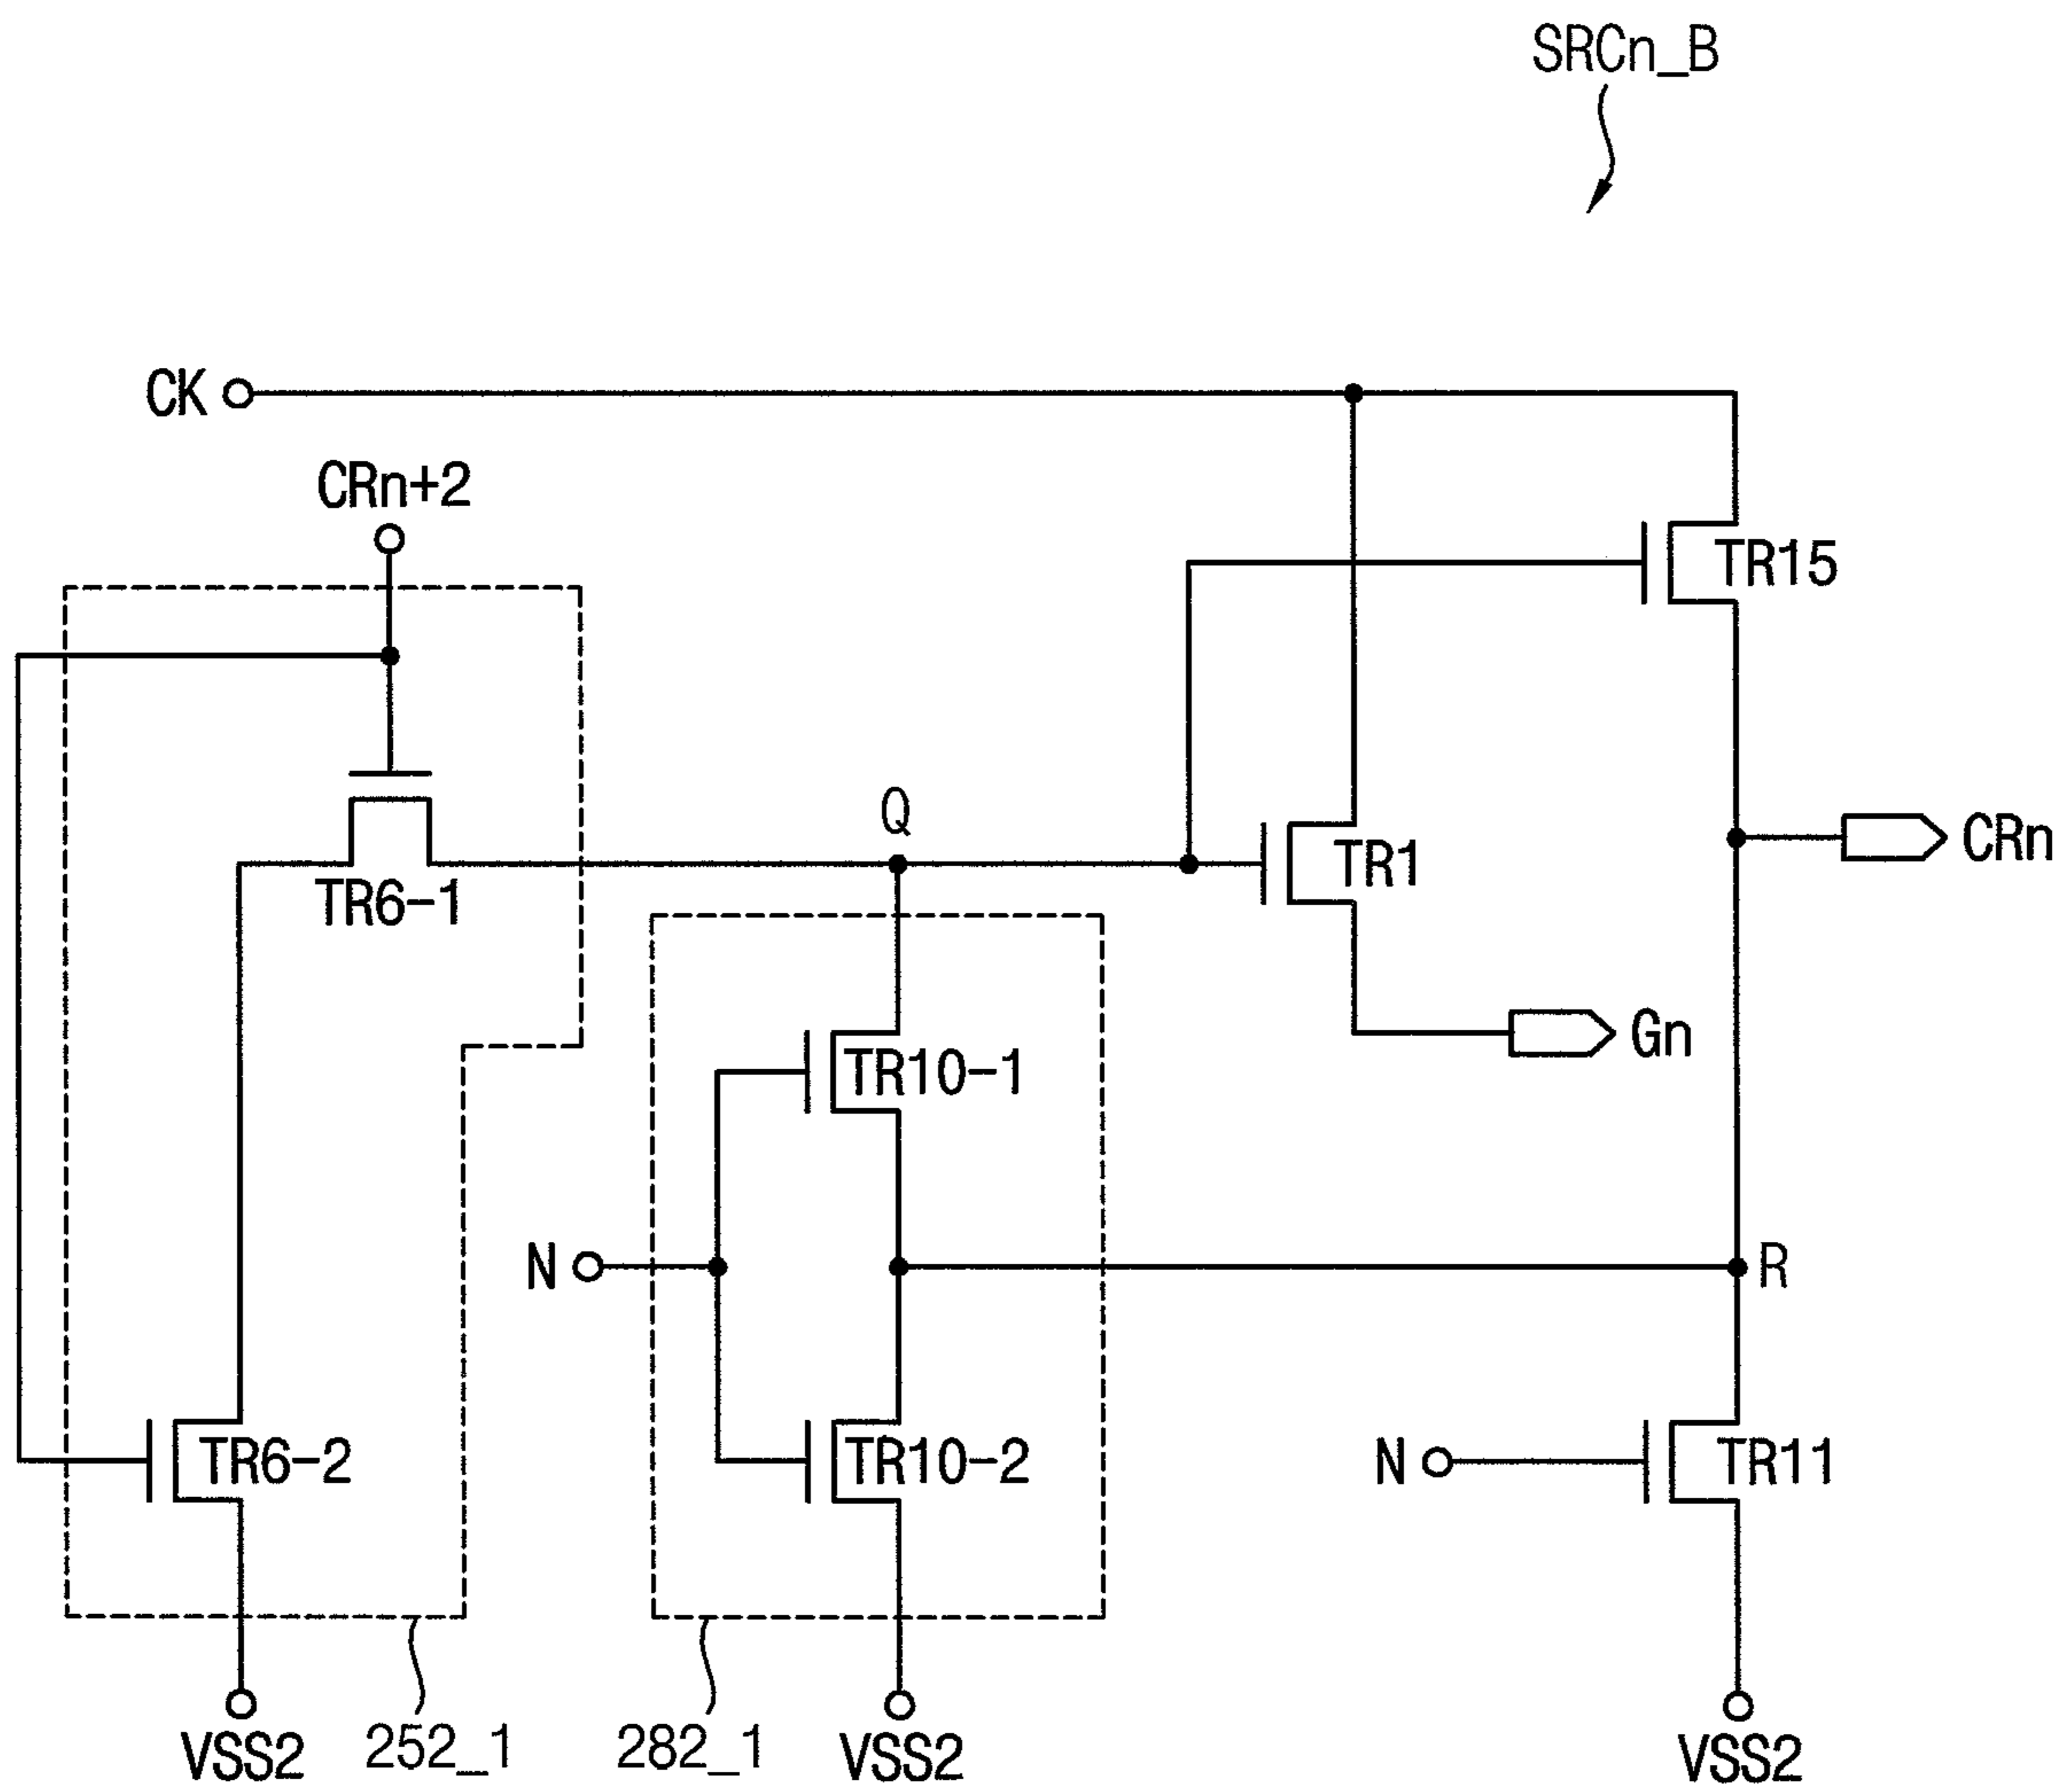 SRCn_B
CK
CRn+2
TR15
Q
TR1
CRn
TR6-1
Gn
TR10-1
N
R
TR6-2
TR10-2
N
TR11
VSS2
252_1
282_1
VSS2
VSS2